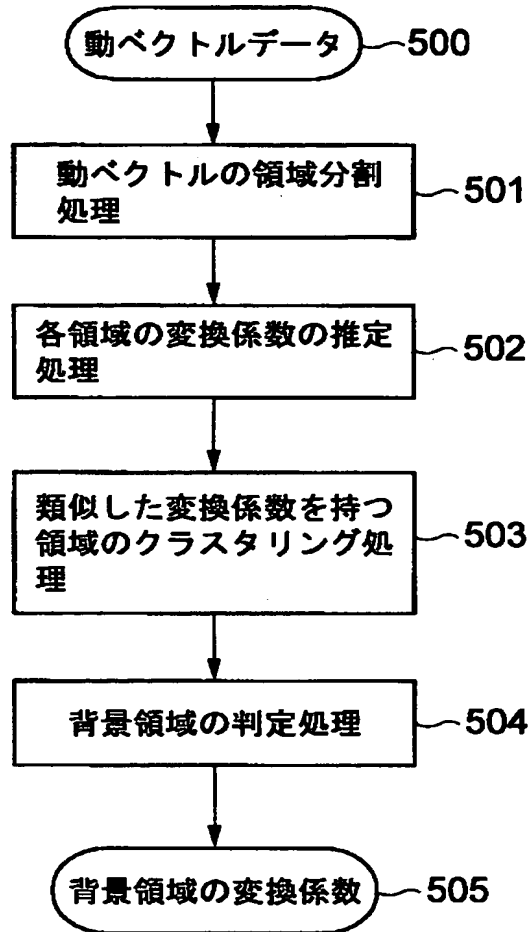 動ベクトルデータ 500
動ベクトルの領域分割
処理
501
各領域の変換係数の推定
処理
502
類似した変換係数を持つ
領域のクラスタリング処
理
503
背景領域の判定処理 504
背景領域の変換係数 505